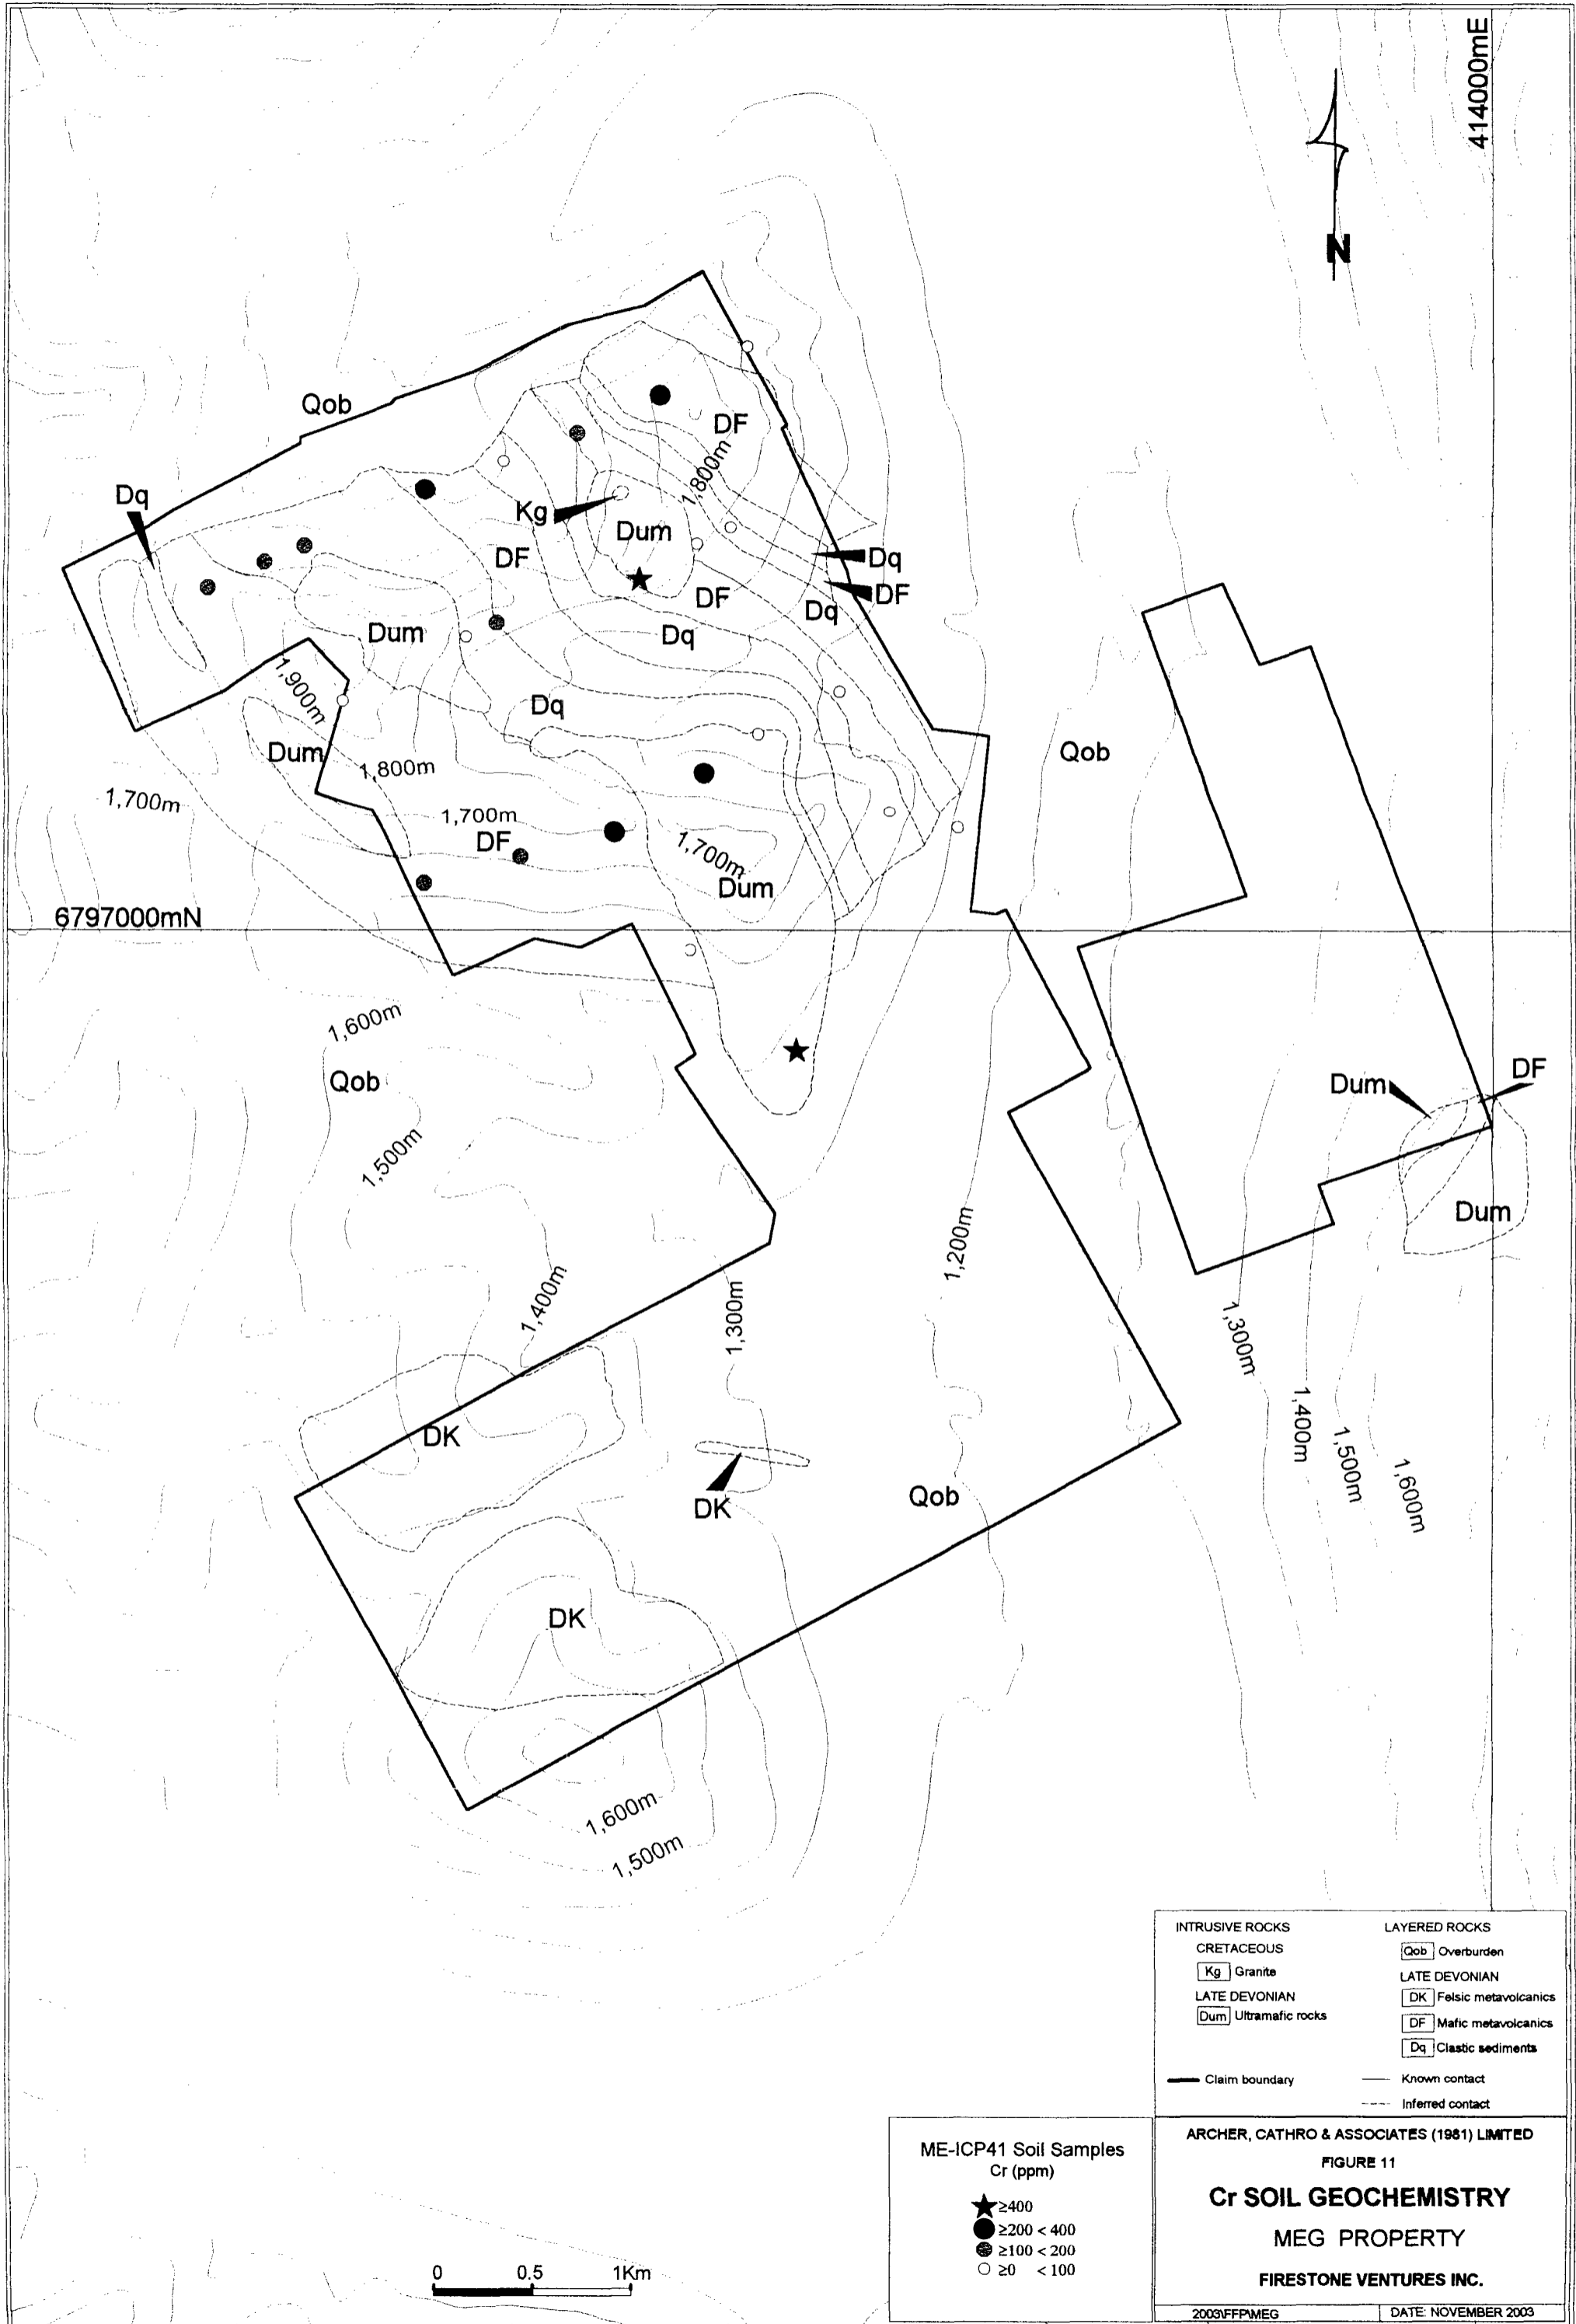 414000mE
N
Qob
DF
1,800m
Dq
Kg
Dum
DF
Dq
DF
DF
Dq
Dum
Dq
1,900m
Dq
Qob
Dum
1,800m
1,700m
1,700m
DF
1,700m
Dum
6797000mN
1,600m
Qob
Dum
DF
1,500m
Dum
1,200m
1,400m
1,300m
1,300m
1,400m
DK
1,500m
1,600m
Qob
DK
DK
1,600m
1,500m
INTRUSIVE ROCKS
CRETACEOUS
Kg Granite
LATE DEVONIAN
Dum Ultramafic rocks
LAYERED ROCKS
Qob Overburden
LATE DEVONIAN
DK Felsic metavolcanics
DF Mafic metavolcanics
Dq Clastic sediments
Claim boundary
Known contact
Inferred contact
ME-ICP41 Soil Samples
Cr (ppm)
≥400
≥200 < 400
≥100 < 200
≥0 < 100
0 0.5 1Km
ARCHER, CATHRO & ASSOCIATES (1981) LIMITED
FIGURE 11
Cr SOIL GEOCHEMISTRY
MEG PROPERTY
FIRESTONE VENTURES INC.
2003\FFP\MEG
DATE: NOVEMBER 2003